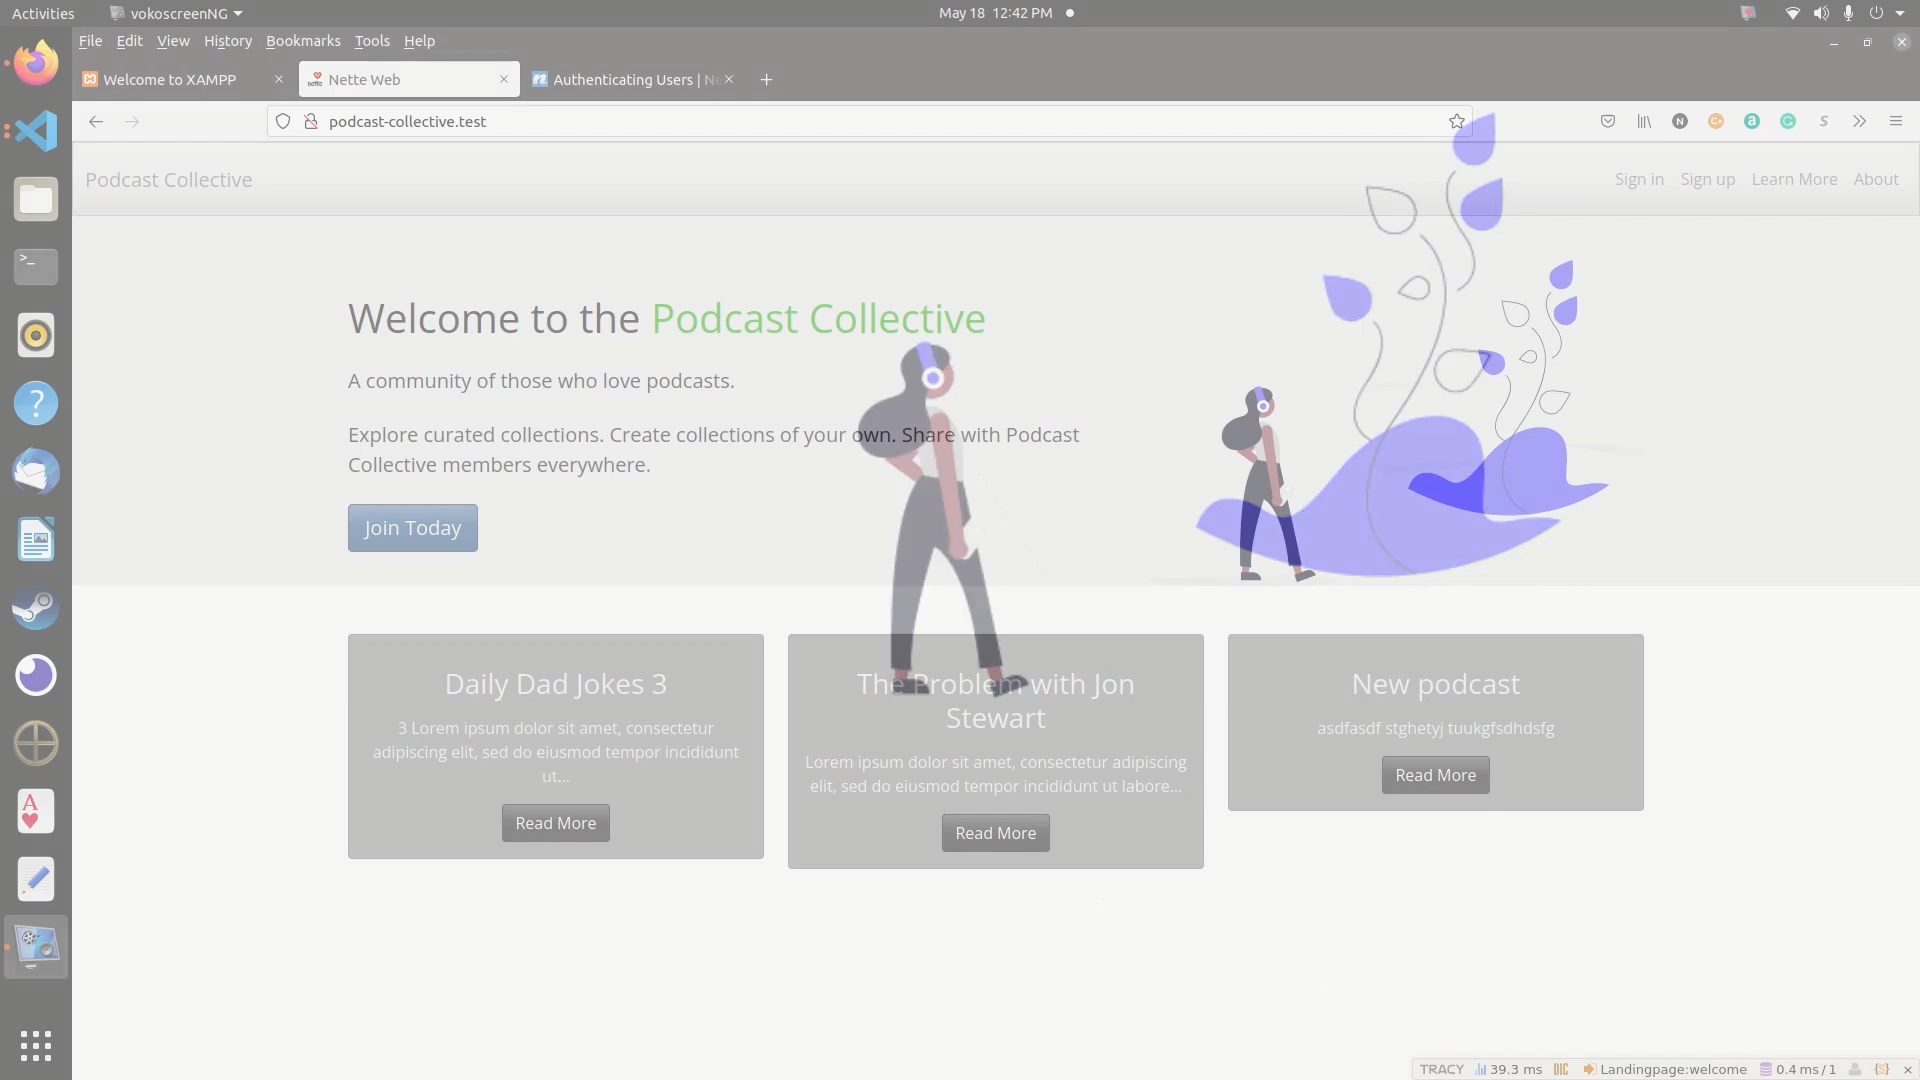 Activities vokoscreenNG May 18 12:42 PM
File Edit View History Bookmarks Tools Help
Welcome to XAMPP Nette Web Authenticating Users | Ne
podcast-collective.test
Podcast Collective Sign in Sign up Learn More About
Welcome to the Podcast Collective
A community of those who love podcasts.
Explore curated collections. Create collections of your own. Share with Podcast
Collective members everywhere.
Join Today
Daily Dad Jokes 3
3 Lorem ipsum dolor sit amet, consectetur
adipiscing elit, sed do eiusmod tempor incididunt
ut...
Read More
The Problem with Jon
Stewart
Lorem ipsum dolor sit amet, consectetur adipiscing
elit, sed do eiusmod tempor incididunt ut labore...
Read More
New podcast
asdfasdf stghetyj tuukgfsdhdsfg
Read More
TRACY 39.3 ms DIC Landingpage:welcome 0.4 ms / 1